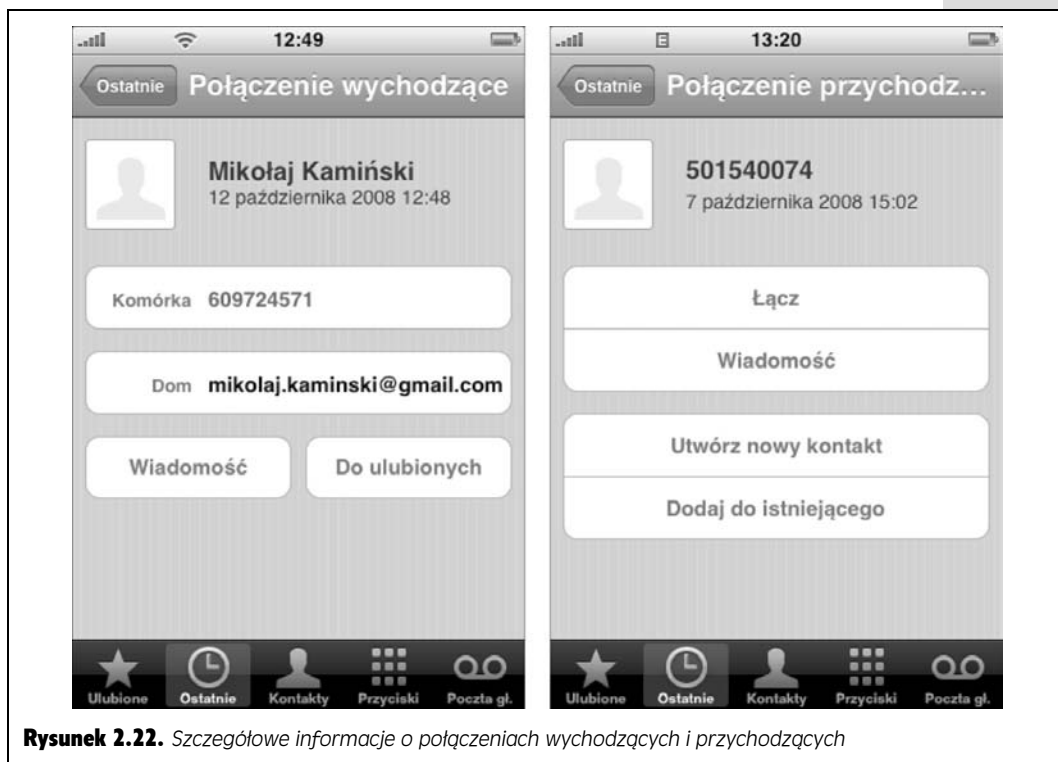 12:49
Ostatnie Połączenie wychodzące
Mikołaj Kamiński
12 października 2008 12:48
Komórka 609724571
Dom mikolaj.kaminski@gmail.com
Wiadomość Do ulubionych
Ulubione Ostatnie Kontakty Przyciski Poczta gł.
E 13:20
Ostatnie Połączenie przychodz...
501540074
7 października 2008 15:02
Łącz
Wiadomość
Utwórz nowy kontakt
Dodaj do istniejącego
Ulubione Ostatnie Kontakty Przyciski Poczta gł.
Rysunek 2.22. Szczegółowe informacje o połączeniach wychodzących i przychodzących